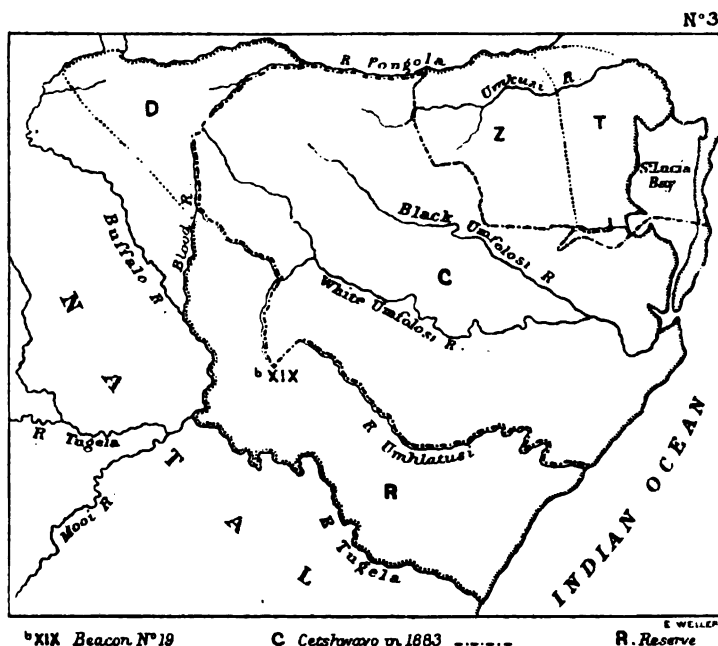 N°3
R Pongola
D
Umkusi R
Z
T
St Lucia
Bay
Blood R
Buffalo R
Black Umfolosi R
C
White Umfolosi R
b XIX
R Umhlatusi
R Tugela
R
R Tugela
Mooi R
NATAL
INDIAN OCEAN
E WELLER
b XIX Beacon N° 19
C Cetshwayo in 1883
R. Reserve